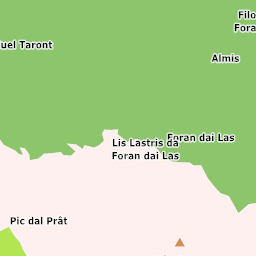 Filo
Fora
uel Taront
Almis
Lis Lastris da
Foran dai Las
Foran dai Las
Pic dal Prât